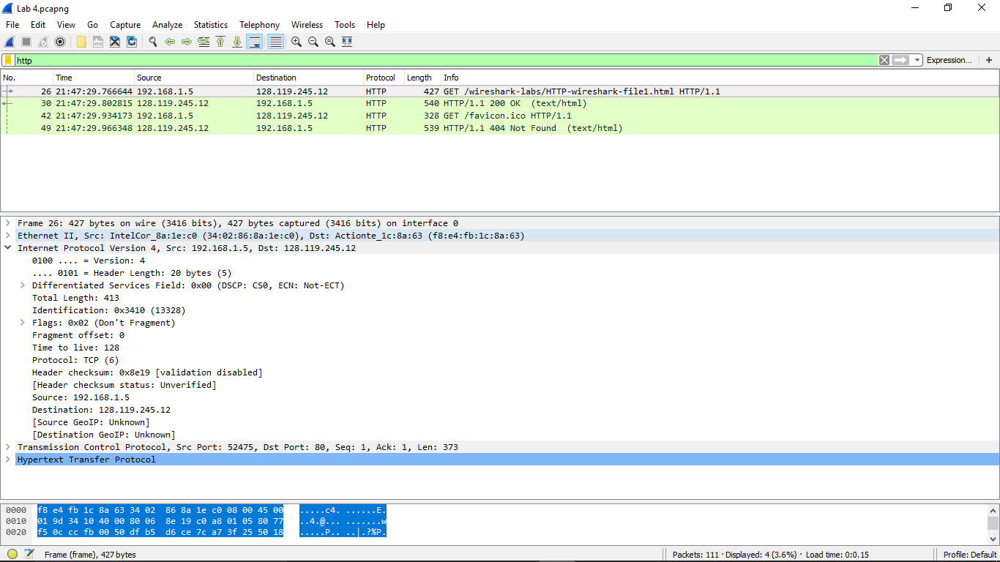 Lab 4.pcapng
File Edit View Go Capture Analyze Statistics Telephony Wireless Tools Help
http Expression... +
No. Time Source Destination Protocol Length Info
26 21:47:29.766644 192.168.1.5 128.119.245.12 HTTP 427 GET /wireshark-labs/HTTP-wireshark-file1.html HTTP/1.1
30 21:47:29.802815 128.119.245.12 192.168.1.5 HTTP 540 HTTP/1.1 200 OK (text/html)
42 21:47:29.934173 192.168.1.5 128.119.245.12 HTTP 328 GET /favicon.ico HTTP/1.1
49 21:47:29.966348 128.119.245.12 192.168.1.5 HTTP 539 HTTP/1.1 404 Not Found (text/html)
Frame 26: 427 bytes on wire (3416 bits), 427 bytes captured (3416 bits) on interface 0
Ethernet II, Src: IntelCor_8a:1e:c0 (34:02:86:8a:1e:c0), Dst: Actionte_1c:8a:63 (f8:e4:fb:1c:8a:63)
Internet Protocol Version 4, Src: 192.168.1.5, Dst: 128.119.245.12
0100 .... = Version: 4
.... 0101 = Header Length: 20 bytes (5)
Differentiated Services Field: 0x00 (DSCP: CS0, ECN: Not-ECT)
Total Length: 413
Identification: 0x3410 (13328)
Flags: 0x02 (Don't Fragment)
Fragment offset: 0
Time to live: 128
Protocol: TCP (6)
Header checksum: 0x8e19 [validation disabled]
[Header checksum status: Unverified]
Source: 192.168.1.5
Destination: 128.119.245.12
[Source GeoIP: Unknown]
[Destination GeoIP: Unknown]
Transmission Control Protocol, Src Port: 52475, Dst Port: 80, Seq: 1, Ack: 1, Len: 373
Hypertext Transfer Protocol
0000 f8 e4 fb 1c 8a 63 34 02 86 8a 1e c0 08 00 45 00 .....c4. ......E.
0010 01 9d 34 10 40 00 80 06 8e 19 c0 a8 01 05 80 77 ..4.@... .......w
0020 f5 0c cc fb 00 50 df b5 d6 ce 7c a7 3f 25 50 18 .....P.. ..|.?%P.
Frame (frame), 427 bytes Packets: 111 · Displayed: 4 (3.6%) · Load time: 0:0.15 Profile: Default